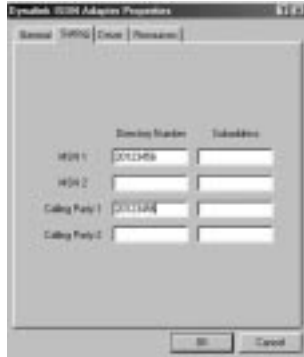 Dynalink ISDN Adapter Properties
General Setting Driver Resources
Directory Number Subaddress
MSN 1 20123456
MSN 2
Calling Party 1 20123456
Calling Party 2
OK Cancel